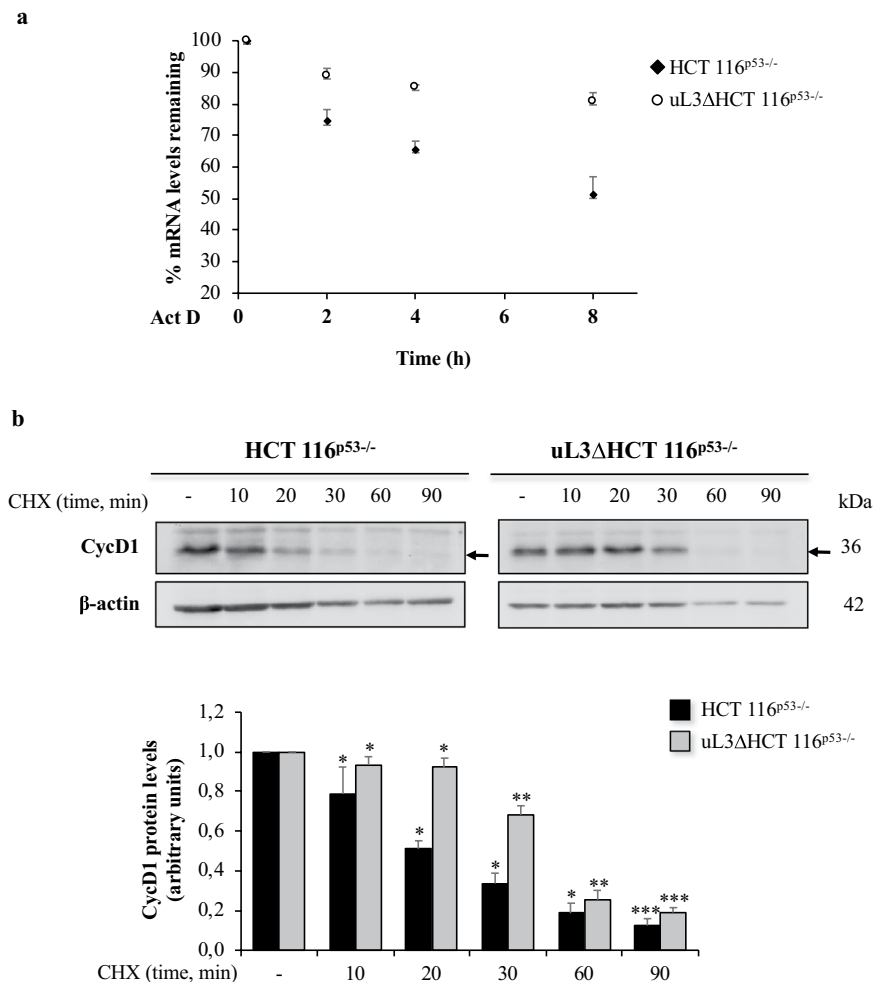 a
100
90
80
70
60
50
40
30
20
% mRNA levels remaining
HCT 116p53-/-
uL3ΔHCT 116p53-/-
Act D 0 2 4 6 8
Time (h)
b
HCT 116p53-/- uL3ΔHCT 116p53-/-
CHX (time, min) - 10 20 30 60 90 - 10 20 30 60 90 kDa
CycD1 36
β-actin 42
HCT 116p53-/-
uL3ΔHCT 116p53-/-
1,2
1,0
0,8
0,6
0,4
0,2
0,0
CycD1 protein levels
(arbitrary units)
* * * * * ** * ** *** ***
CHX (time, min) - 10 20 30 60 90